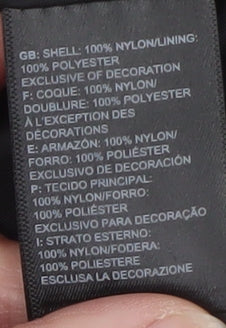 GB: SHELL: 100% NYLON/LINING:
100% POLYESTER
EXCLUSIVE OF DECORATION
F: COQUE: 100% NYLON/
DOUBLURE: 100% POLYESTER
À L'EXCEPTION DES
DÉCORATIONS
E: ARMAZÓN: 100% NYLON/
FORRO: 100% POLIÉSTER
EXCLUSIVO DE DECORACIÓN
P: TECIDO PRINCIPAL:
100% NYLON/FORRO:
100% POLIÉSTER
EXCLUSIVO PARA DECORAÇÃO
I: STRATO ESTERNO:
100% NYLON/FODERA:
100% POLIESTERE
ESCLUSA LA DECORAZIONE